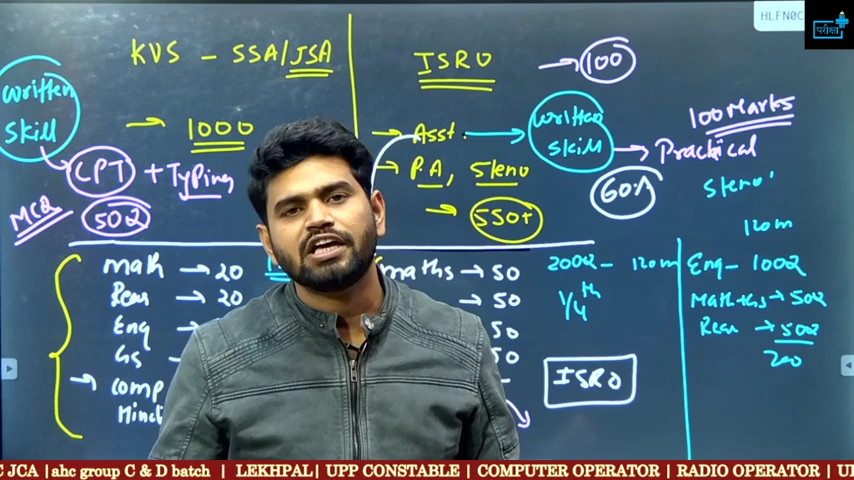 HLFN0C
परीक्षा
KVS - SSA/JSA
ISRO → 100
written skill
→ 1000
CPT + Typing
MCQ
50Q
→ Asst. → written skill → Practical
100 Marks
→ P.A, Steno
→ 550+
60%
Steno
120m
math → 20
Reas → 20
Eng →
GS →
→ comp
Hindi
maths → 50
→ 50
50
50
200Q - 120m
1/4th
ISRO
Eng - 100Q
Maths → 50Q
Reas → 50Q
200
C JCA | ahc group C & D batch | LEKHPAL| UPP CONSTABLE | COMPUTER OPERATOR | RADIO OPERATOR | U